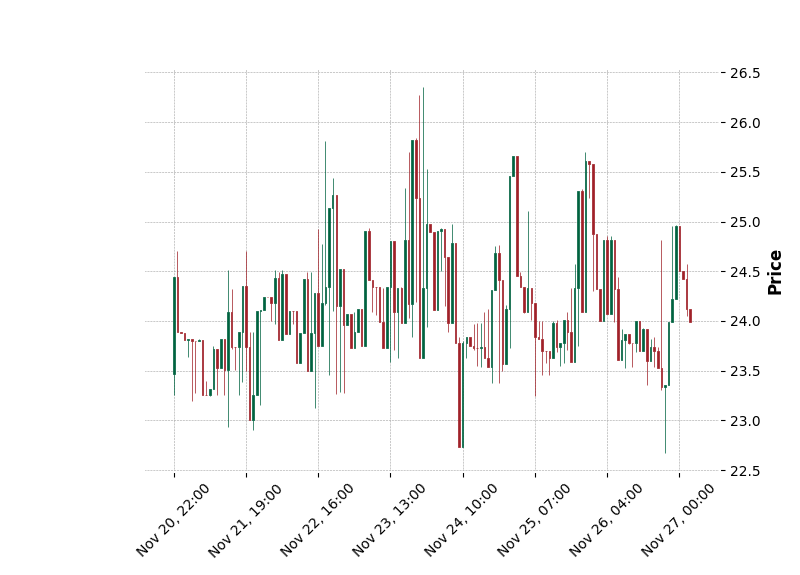 26.5
26.0
25.5
25.0
24.5
24.0
23.5
23.0
22.5
Price
Nov 20, 22:00
Nov 21, 19:00
Nov 22, 16:00
Nov 23, 13:00
Nov 24, 10:00
Nov 25, 07:00
Nov 26, 04:00
Nov 27, 00:00